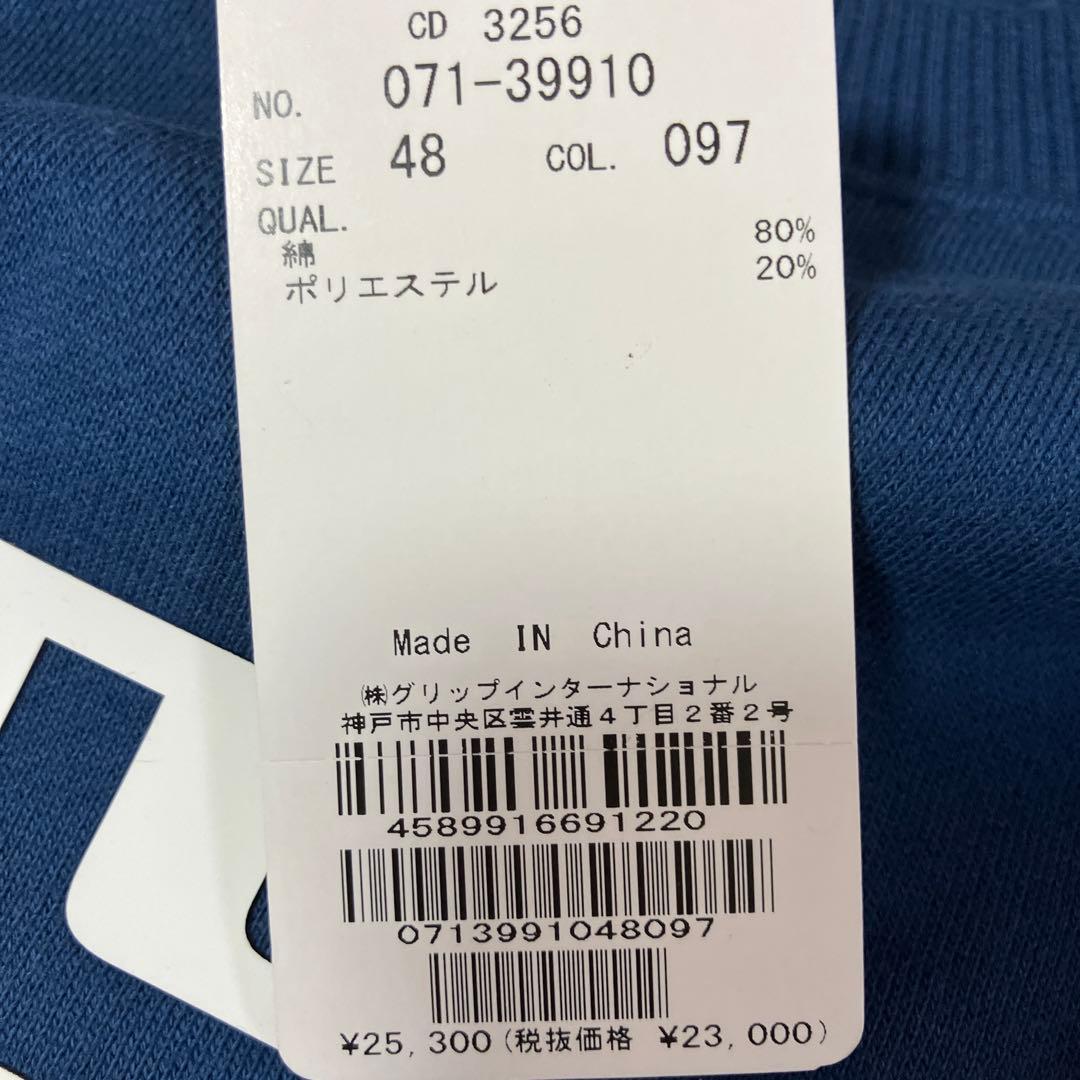 CD 3256
NO. 071-39910
SIZE 48 COL. 097
QUAL.
綿 80%
ポリエステル 20%
Made IN China
㈱グリップインターナショナル
神戸市中央区雲井通4丁目2番2号
4589916691220
0713991048097
¥25,300(税抜価格 ¥23,000)